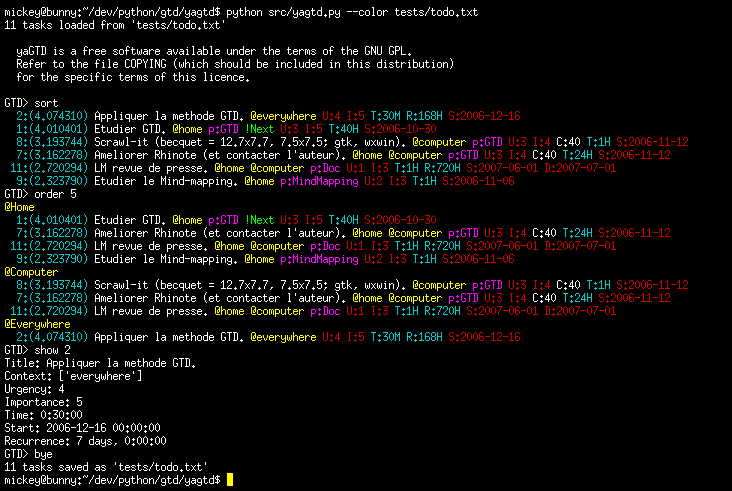 mickey@bunny:~/dev/python/gtd/yagtd$ python src/yagtd.py --color tests/todo.txt
11 tasks loaded from 'tests/todo.txt'
yaGTD is a free software available under the terms of the GNU GPL.
Refer to the file COPYING (which should be included in this distribution)
for the specific terms of this licence.
GTD> sort
2:(4.074310) Appliquer la methode GTD. @everywhere U:4 I:5 T:30M R:168H S:2006-12-16
1:(4.010401) Etudier GTD. @home p:GTD !Next U:3 I:5 T:40H S:2006-10-30
8:(3.193744) Scrawl-it (becquet = 12.7x7.7, 7.5x7.5; gtk, wxwin). @computer p:GTD U:3 I:4 C:40 T:1H S:2006-11-12
7:(3.162278) Ameliorer Rhinote (et contacter l'auteur). @home @computer p:GTD U:3 I:4 C:40 T:24H S:2006-11-12
11:(2.720294) LM revue de presse. @home @computer p:Doc U:1 I:3 T:1H R:720H S:2007-06-01 D:2007-07-01
9:(2.323790) Etudier le Mind-mapping. @home p:MindMapping U:2 I:3 T:1H S:2006-11-06
GTD> order 5
@Home
1:(4.010401) Etudier GTD. @home p:GTD !Next U:3 I:5 T:40H S:2006-10-30
7:(3.162278) Ameliorer Rhinote (et contacter l'auteur). @home @computer p:GTD U:3 I:4 C:40 T:24H S:2006-11-12
11:(2.720294) LM revue de presse. @home @computer p:Doc U:1 I:3 T:1H R:720H S:2007-06-01 D:2007-07-01
9:(2.323790) Etudier le Mind-mapping. @home p:MindMapping U:2 I:3 T:1H S:2006-11-06
@Computer
8:(3.193744) Scrawl-it (becquet = 12.7x7.7, 7.5x7.5; gtk, wxwin). @computer p:GTD U:3 I:4 C:40 T:1H S:2006-11-12
7:(3.162278) Ameliorer Rhinote (et contacter l'auteur). @home @computer p:GTD U:3 I:4 C:40 T:24H S:2006-11-12
11:(2.720294) LM revue de presse. @home @computer p:Doc U:1 I:3 T:1H R:720H S:2007-06-01 D:2007-07-01
@Everywhere
2:(4.074310) Appliquer la methode GTD. @everywhere U:4 I:5 T:30M R:168H S:2006-12-16
GTD> show 2
Title: Appliquer la methode GTD.
Context: ['everywhere']
Urgency: 4
Importance: 5
Time: 0:30:00
Start: 2006-12-16 00:00:00
Recurrence: 7 days, 0:00:00
GTD> bye
11 tasks saved as 'tests/todo.txt'
mickey@bunny:~/dev/python/gtd/yagtd$